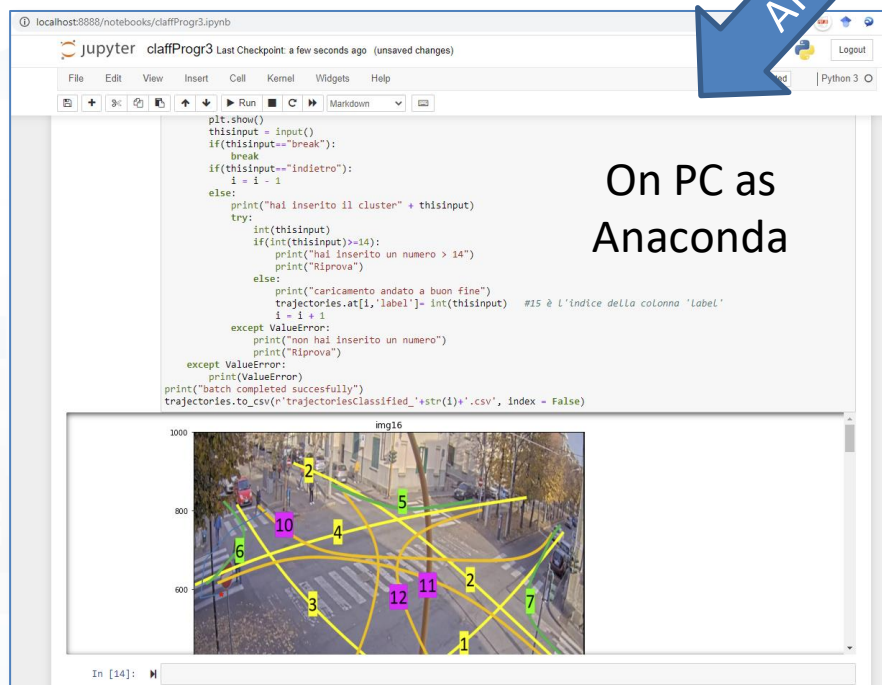 localhost:8888/notebooks/claffProgr3.ipynb
jupyter claffProgr3 Last Checkpoint: a few seconds ago (unsaved changes)
Logout
File Edit View Insert Cell Kernel Widgets Help
Python 3
Run
Markdown
plt.show()
thisinput = input()
if(thisinput=="break"):
break
if(thisinput=="indietro"):
i = i - 1
else:
print("hai inserito il cluster" + thisinput)
try:
int(thisinput)
if(int(thisinput)>=14):
print("hai inserito un numero > 14")
print("Riprova")
else:
print("caricamento andato a buon fine")
trajectories.at[i,'label']= int(thisinput) #15 è l'indice della colonna 'label'
i = i + 1
except ValueError:
print("non hai inserito un numero")
print("Riprova")
except ValueError:
print(ValueError)
print("batch completed succesfully")
trajectories.to_csv(r'trajectoriesClassified_'+str(i)+'.csv', index = False)
On PC as
Anaconda
img16
1000
800
600
2
5
10
4
6
2
11
12
3
7
1
In [14]: